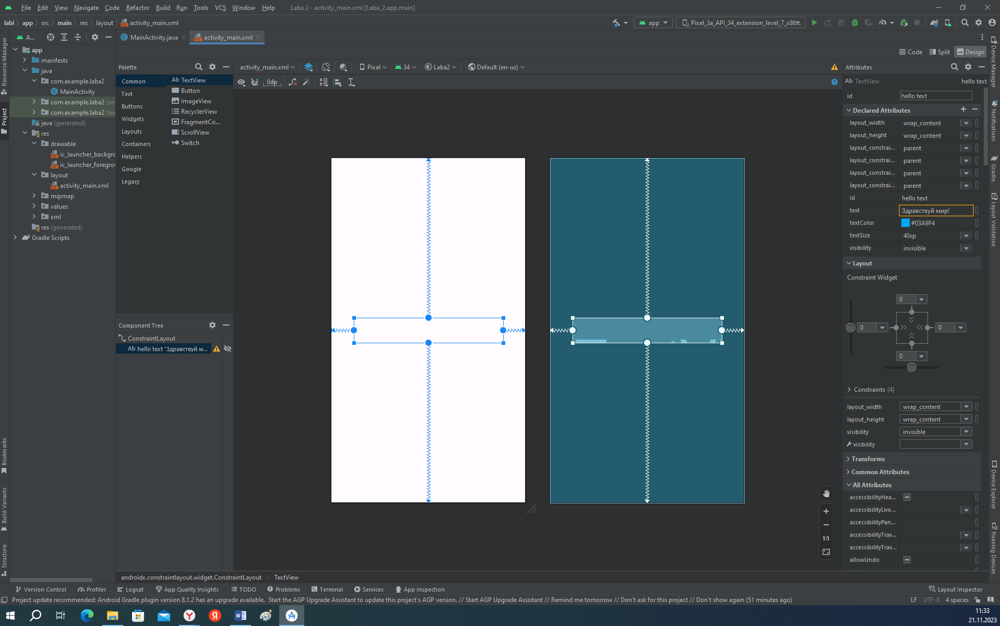 File Edit View Navigate Code Refactor Build Run Tools VCS Window Help Laba 2 - activity_main.xml [Laba_2.app.main]
labi app src main res layout activity_main.xml
app Pixel_3a_API_34_extension_level_7_x86
A... MainActivity.java activity_main.xml
Code Split Design
app
manifests
java
com.example.laba2
MainActivity
com.example.laba2 (an
com.example.laba2 (tes
java (generated)
res
drawable
ic_launcher_backgro
ic_launcher_foregrou
layout
activity_main.xml
mipmap
values
xml
res (generated)
Gradle Scripts
Resource Manager
Project
Bookmarks
Build Variants
Structure
Palette
Common
Text
Buttons
Widgets
Layouts
Containers
Helpers
Google
Legacy
Ab TextView
Button
ImageView
RecyclerView
FragmentCo...
ScrollView
Switch
Component Tree
ConstraintLayout
Ab hello text "Здравствуй м...
activity_main.xml Pixel 34 Laba2 Default (en-us)
0dp
1:1
Attributes
Ab TextView hello text
id hello text
Declared Attributes
layout_width wrap_content
layout_height wrap_content
layout_constrai... parent
layout_constrai... parent
layout_constrai... parent
layout_constrai... parent
id hello text
text Здравствуй мир!
textColor #03A9F4
textSize 40sp
visibility invisible
Layout
Constraint Widget
0
50 0 0
0
50
Constraints (4)
layout_width wrap_content
layout_height wrap_content
visibility invisible
visibility
Transforms
Common Attributes
All Attributes
accessibilityHea...
accessibilityLive...
accessibilityPan...
accessibilityTrav...
accessibilityTrav...
allowUndo
Device Manager
Notifications
Gradle
Layout Validation
Device Explorer
Running Devices
androidx.constraintlayout.widget.ConstraintLayout TextView
Version Control Profiler Logcat App Quality Insights TODO Problems Terminal Services App Inspection Layout Inspector
Project update recommended: Android Gradle plugin version 8.1.2 has an upgrade available. Start the AGP Upgrade Assistant to update this project's AGP version. // Start AGP Upgrade Assistant // Remind me tomorrow // Don't ask for this project // Don't show again (51 minutes ago) LF UTF-8 4 spaces
11:33
21.11.2023